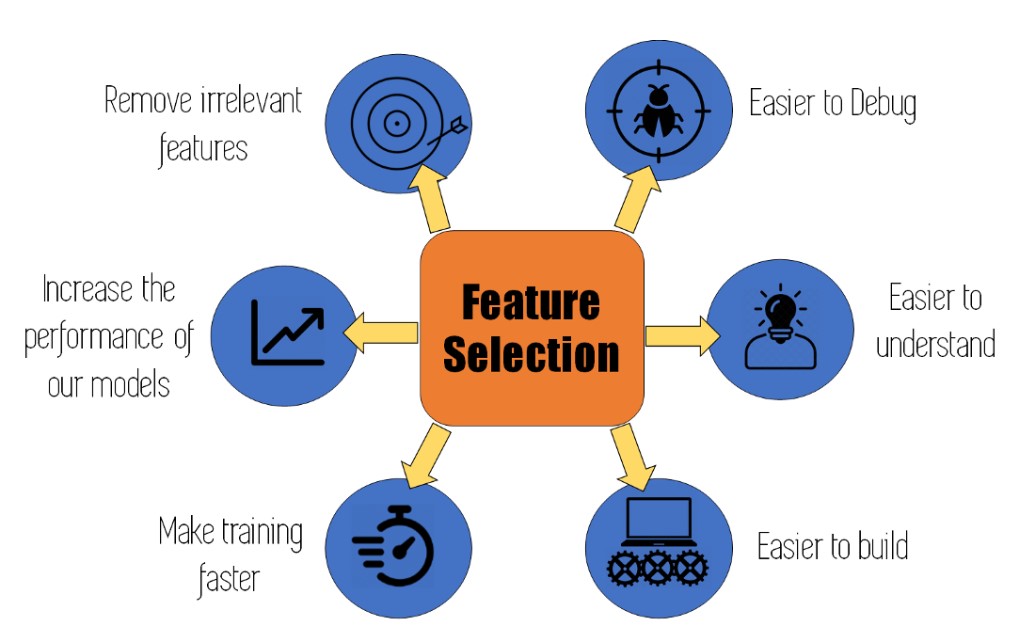 Remove irrelevant
features
Easier to Debug
Increase the
performance of
our models
Feature
Selection
Easier to
understand
Make training
faster
Easier to build